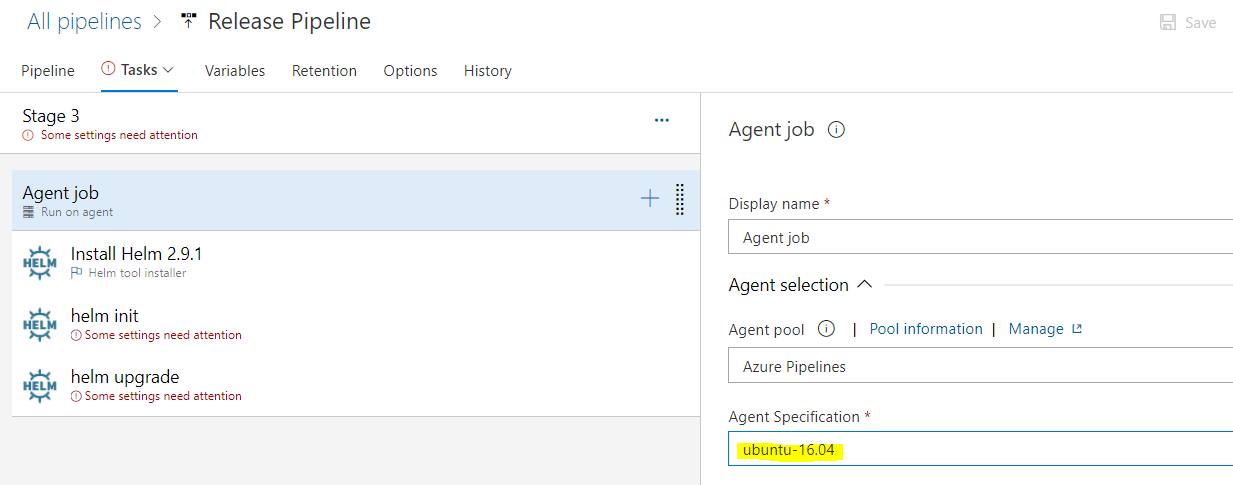 All pipelines > Release Pipeline
Save
Pipeline Tasks Variables Retention Options History
Stage 3
...
Some settings need attention
Agent job
Run on agent
HELM
Install Helm 2.9.1
Helm tool installer
HELM
helm init
Some settings need attention
HELM
helm upgrade
Some settings need attention
Agent job
Display name *
Agent job
Agent selection
Agent pool | Pool information | Manage
Azure Pipelines
Agent Specification *
ubuntu-16.04